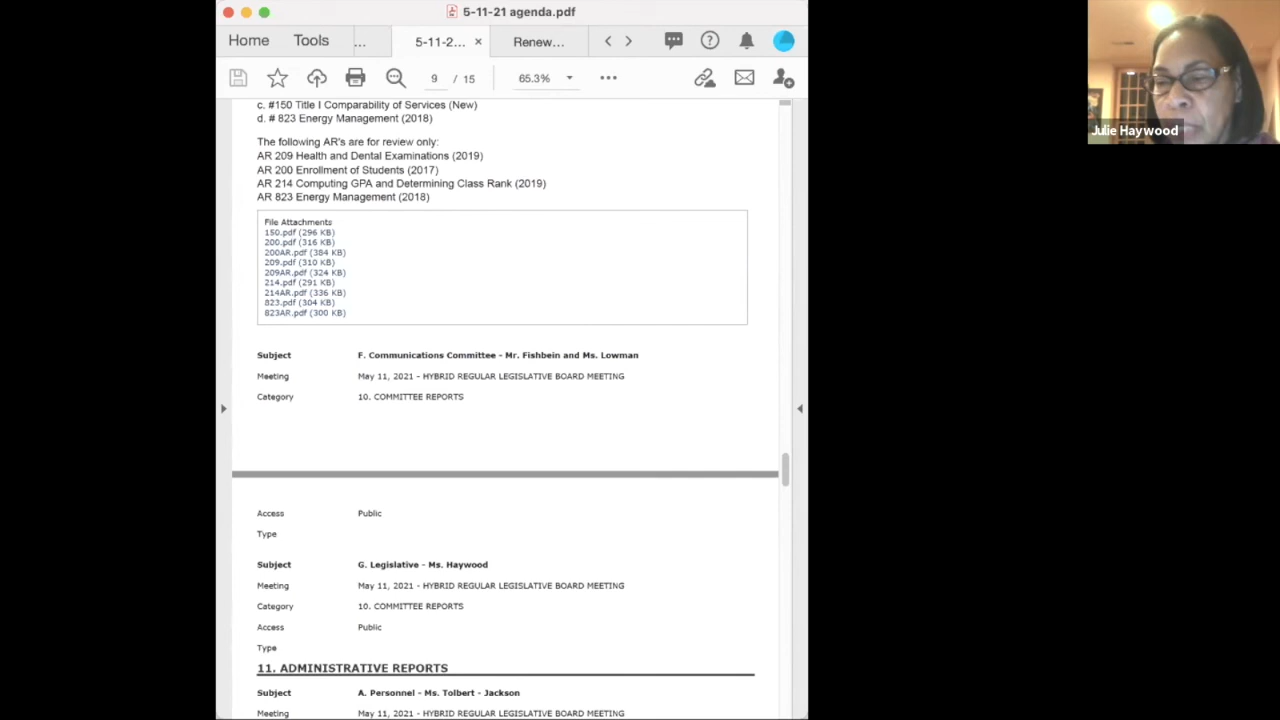 5-11-21 agenda.pdf
Home Tools ... 5-11-2... × Renew...
9 / 15 65.3%
c. #150 Title I Comparability of Services (New)
d. # 823 Energy Management (2018)
The following AR's are for review only:
AR 209 Health and Dental Examinations (2019)
AR 200 Enrollment of Students (2017)
AR 214 Computing GPA and Determining Class Rank (2019)
AR 823 Energy Management (2018)
File Attachments
150.pdf (296 KB)
200.pdf (316 KB)
200AR.pdf (384 KB)
209.pdf (310 KB)
209AR.pdf (324 KB)
214.pdf (291 KB)
214AR.pdf (336 KB)
823.pdf (304 KB)
823AR.pdf (300 KB)
Subject F. Communications Committee - Mr. Fishbein and Ms. Lowman
Meeting May 11, 2021 - HYBRID REGULAR LEGISLATIVE BOARD MEETING
Category 10. COMMITTEE REPORTS
Access Public
Type
Subject G. Legislative - Ms. Haywood
Meeting May 11, 2021 - HYBRID REGULAR LEGISLATIVE BOARD MEETING
Category 10. COMMITTEE REPORTS
Access Public
Type
11. ADMINISTRATIVE REPORTS
Subject A. Personnel - Ms. Tolbert - Jackson
Meeting May 11, 2021 - HYBRID REGULAR LEGISLATIVE BOARD MEETING
Julie Haywood